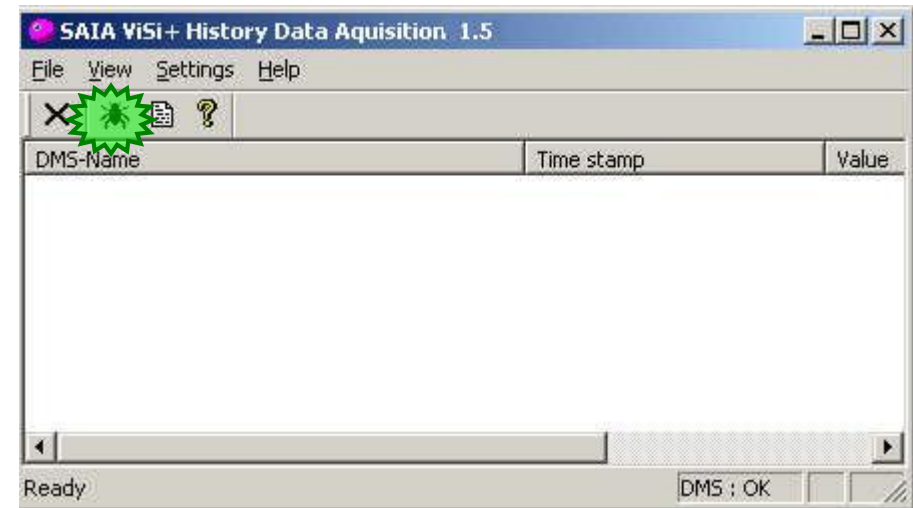 SAIA ViSi+ History Data Aquisition 1.5
File View Settings Help
DMS-Name Time stamp Value
Ready DMS : OK